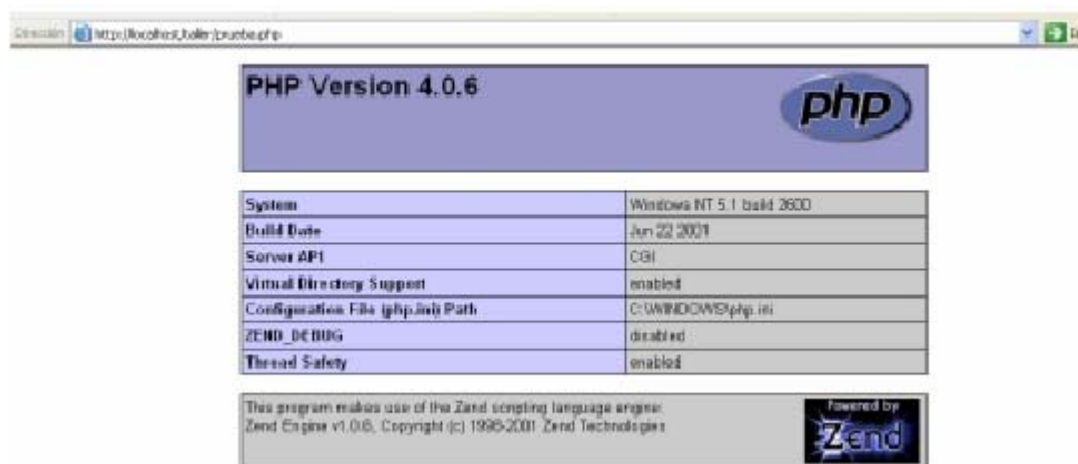 Dirección http://localhost/taller/prueba.php
PHP Version 4.0.6
php
System Windows NT 5.1 build 2600
Build Date Jun 22 2001
Server API CGI
Virtual Directory Support enabled
Configuration File (php.ini) Path C:\WINDOWS\php.ini
ZEND_DEBUG disabled
Thread Safety enabled
This program makes use of the Zend scripting language engine:
Zend Engine v1.0.6, Copyright (c) 1998-2001 Zend Technologies
Powered by
Zend